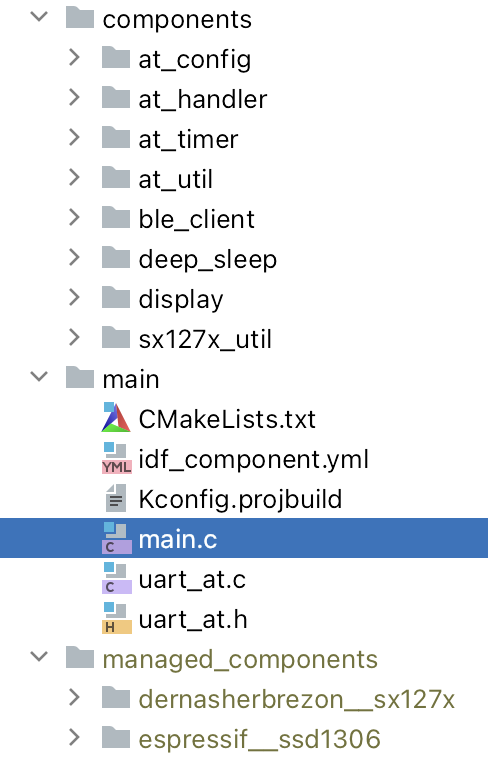 components
at_config
at_handler
at_timer
at_util
ble_client
deep_sleep
display
sx127x_util
main
CMakeLists.txt
YML idf_component.yml
Kconfig.projbuild
C main.c
C uart_at.c
H uart_at.h
managed_components
dernasherbrezon__sx127x
espressif__ssd1306